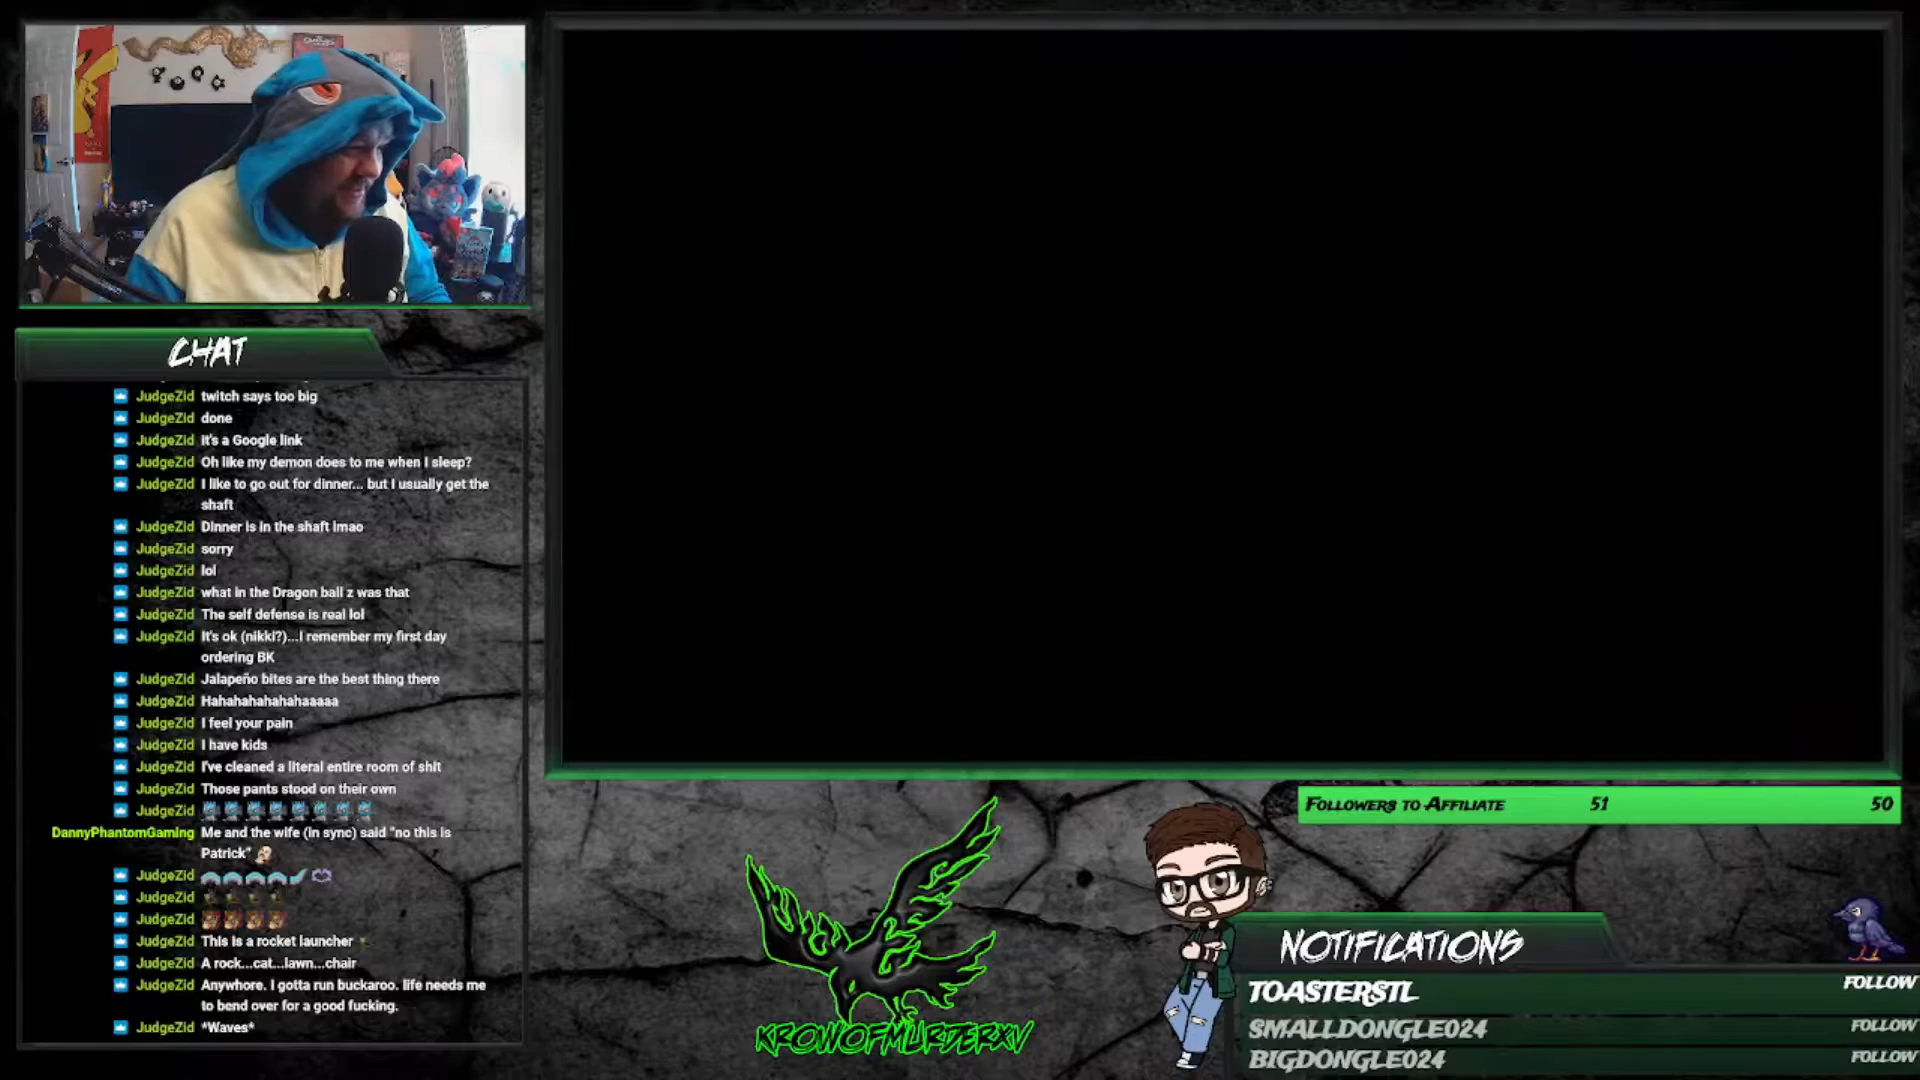 CHAT
JudgeZid twitch says too big
JudgeZid done
JudgeZid it's a Google link
JudgeZid Oh like my demon does to me when I sleep?
JudgeZid I like to go out for dinner... but I usually get the
shaft
JudgeZid Dinner is in the shaft lmao
JudgeZid sorry
JudgeZid lol
JudgeZid what in the Dragon ball z was that
JudgeZid The self defense is real lol
JudgeZid It's ok (nikki?)...I remember my first day
ordering BK
JudgeZid Jalapeño bites are the best thing there
JudgeZid Hahahahahahahaaaaa
JudgeZid I feel your pain
JudgeZid I have kids
JudgeZid I've cleaned a literal entire room of shit
JudgeZid Those pants stood on their own
JudgeZid
DannyPhantomGaming Me and the wife (in sync) said "no this is
Patrick"
JudgeZid
JudgeZid
JudgeZid
JudgeZid This is a rocket launcher
JudgeZid A rock...cat...lawn...chair
JudgeZid Anywhore. I gotta run buckaroo. life needs me
to bend over for a good fucking.
JudgeZid *Waves*
FOLLOWERS TO AFFILIATE 51 50
KROWOFMURDERXV
NOTIFICATIONS
TOASTERSTL FOLLOW
SMALLDONGLE024 FOLLOW
BIGDONGLE024 FOLLOW